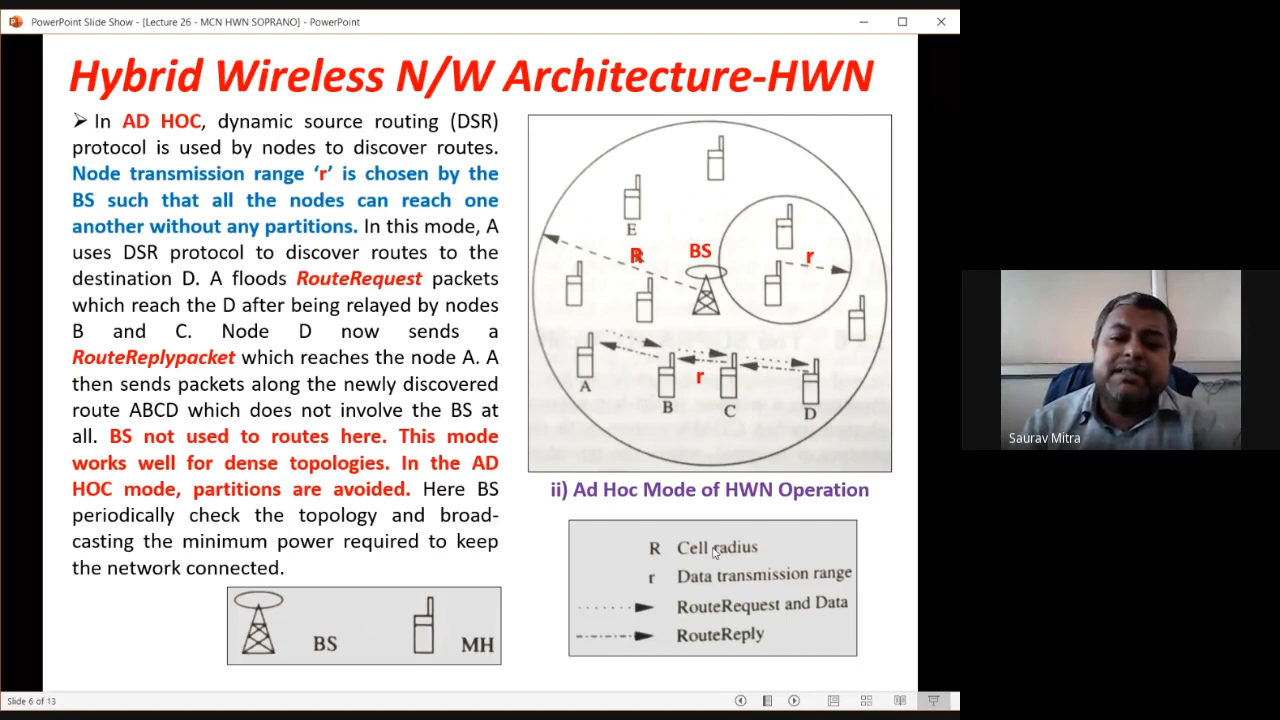 PowerPoint Slide Show - [Lecture 26 - MCN HWN SOPRANO] - PowerPoint
Hybrid Wireless N/W Architecture-HWN
➢ In AD HOC, dynamic source routing (DSR)
protocol is used by nodes to discover routes.
Node transmission range ‘r’ is chosen by the
BS such that all the nodes can reach one
another without any partitions. In this mode, A
uses DSR protocol to discover routes to the
destination D. A floods RouteRequest packets
which reach the D after being relayed by nodes
B and C. Node D now sends a
RouteReplypacket which reaches the node A. A
then sends packets along the newly discovered
route ABCD which does not involve the BS at
all. BS not used to routes here. This mode
works well for dense topologies. In the AD
HOC mode, partitions are avoided. Here BS
periodically check the topology and broad-
casting the minimum power required to keep
the network connected.
BS
MH
E
R
BS
r
A
r
B
C
D
ii) Ad Hoc Mode of HWN Operation
R Cell radius
r Data transmission range
RouteRequest and Data
RouteReply
Saurav Mitra
Slide 6 of 13